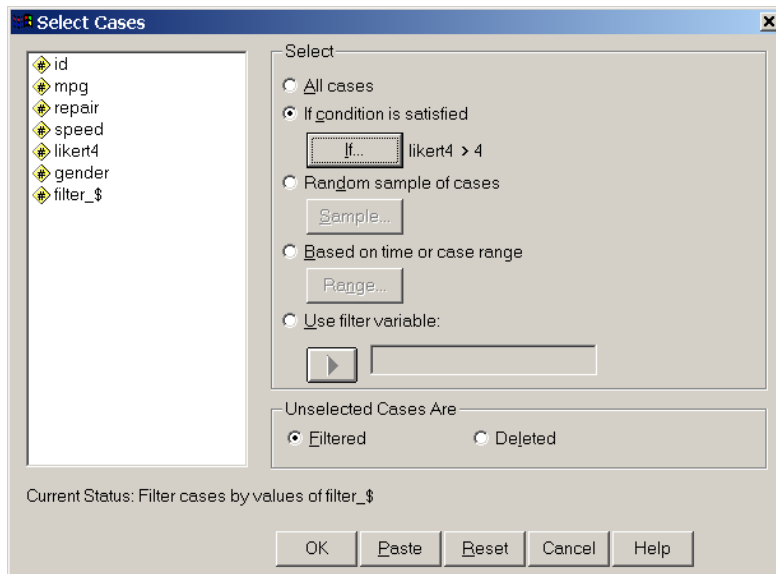 Select Cases
id
mpg
repair
speed
likert4
gender
filter_$
Select
All cases
If condition is satisfied
If... likert4 > 4
Random sample of cases
Sample...
Based on time or case range
Range...
Use filter variable:
Unselected Cases Are
Filtered Deleted
Current Status: Filter cases by values of filter_$
OK Paste Reset Cancel Help